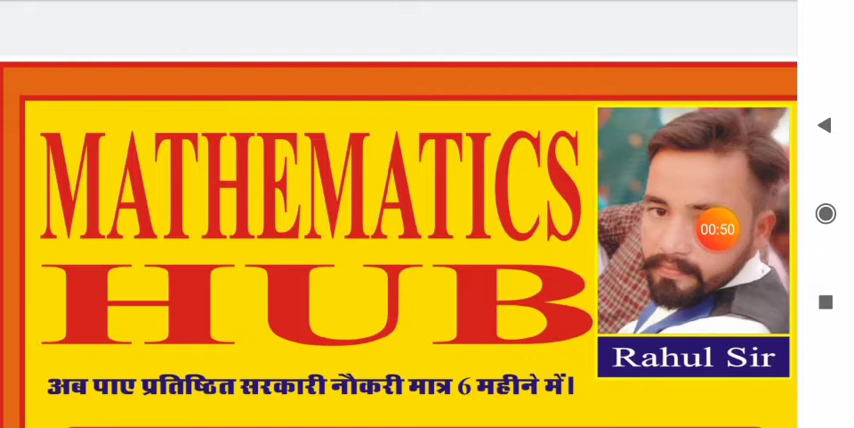 MATHEMATICS
HUB
00:50
Rahul Sir
अब पाए प्रतिष्ठित सरकारी नौकरी मात्र 6 महीने में।